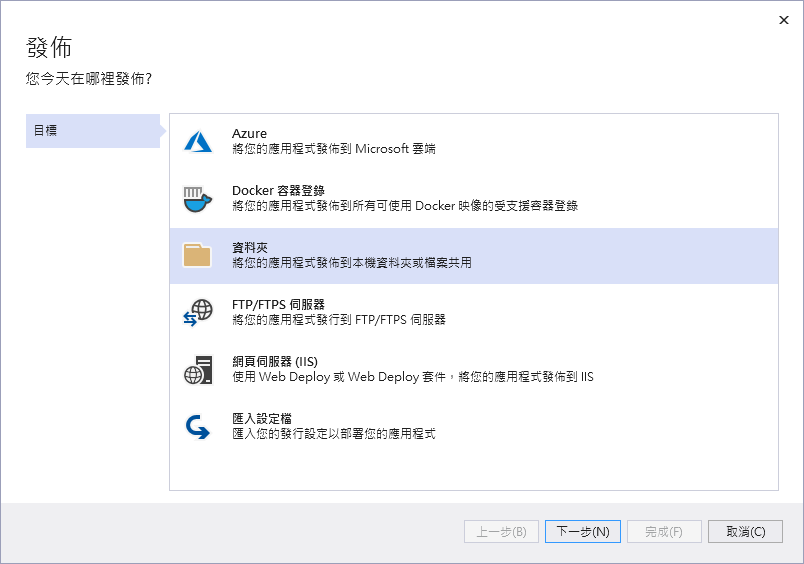 發佈
您今天在哪裡發佈?
目標
Azure
將您的應用程式發佈到 Microsoft 雲端
Docker 容器登錄
將您的應用程式發佈到所有可使用 Docker 映像的受支援容器登錄
資料夾
將您的應用程式發佈到本機資料夾或檔案共用
FTP/FTPS 伺服器
將您的應用程式發行到 FTP/FTPS 伺服器
網頁伺服器 (IIS)
使用 Web Deploy 或 Web Deploy 套件，將您的應用程式發佈到 IIS
匯入設定檔
匯入您的發行設定以部署您的應用程式
上一步(B)
下一步(N)
完成(F)
取消(C)